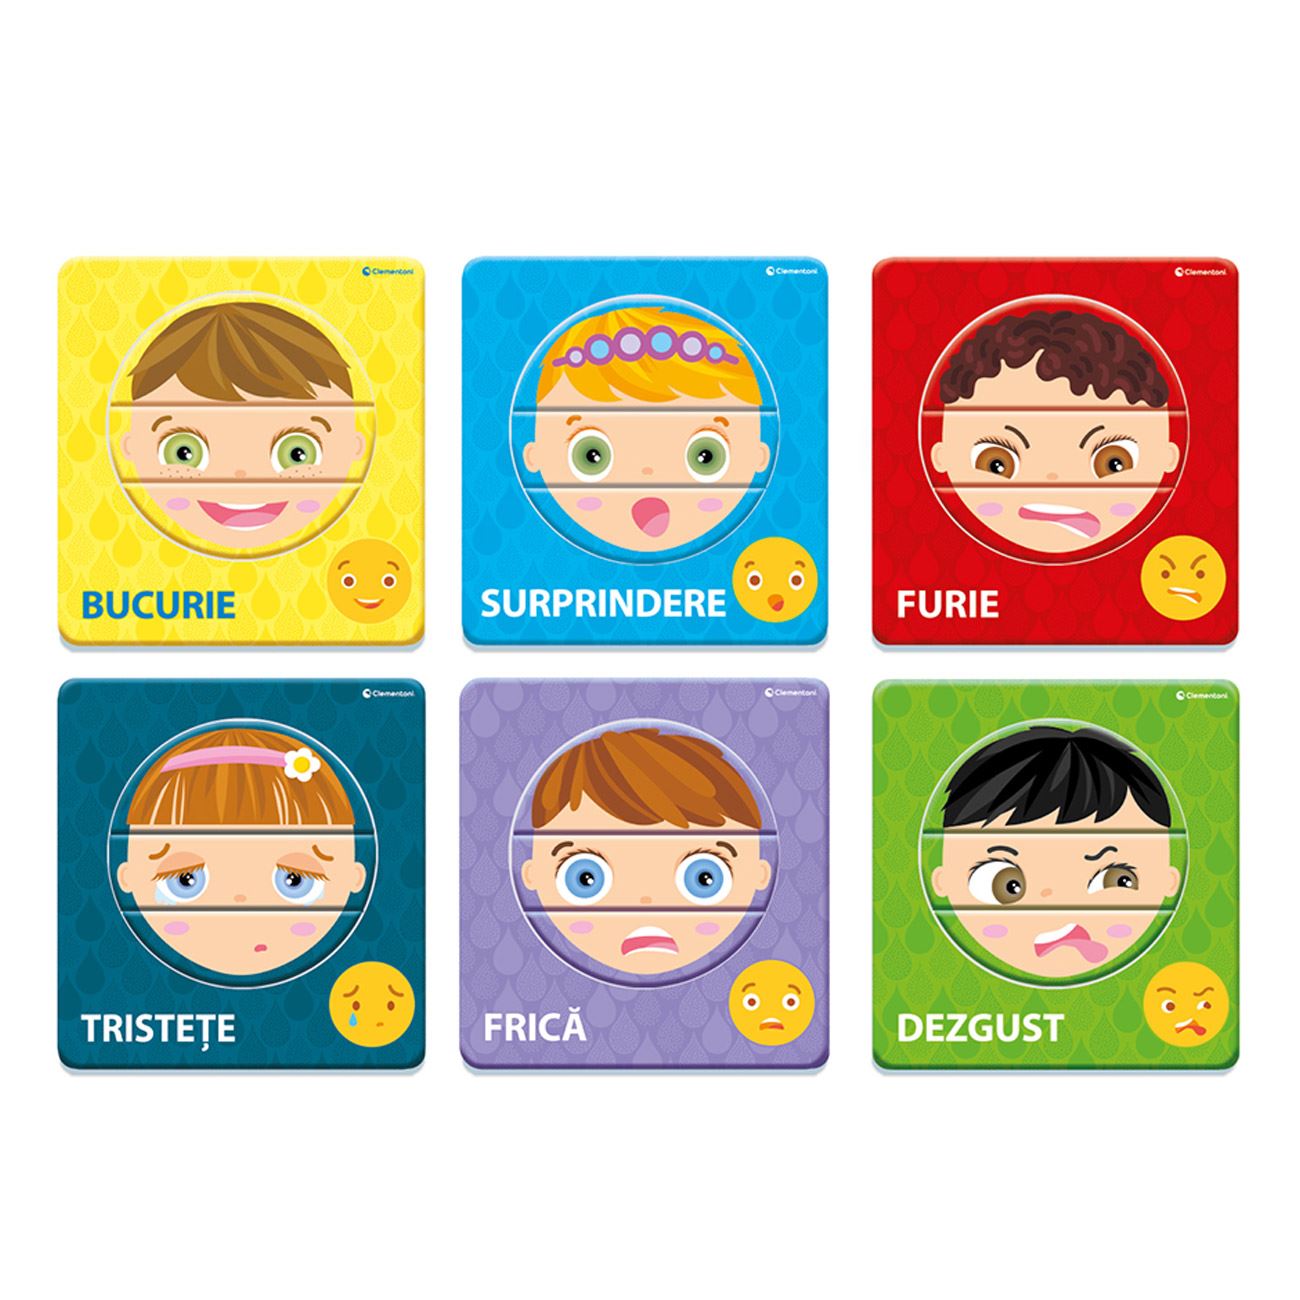 Clementoni
BUCURIE
Clementoni
SURPRINDERE
Clementoni
FURIE
Clementoni
TRISTEȚE
Clementoni
FRICĂ
Clementoni
DEZGUST